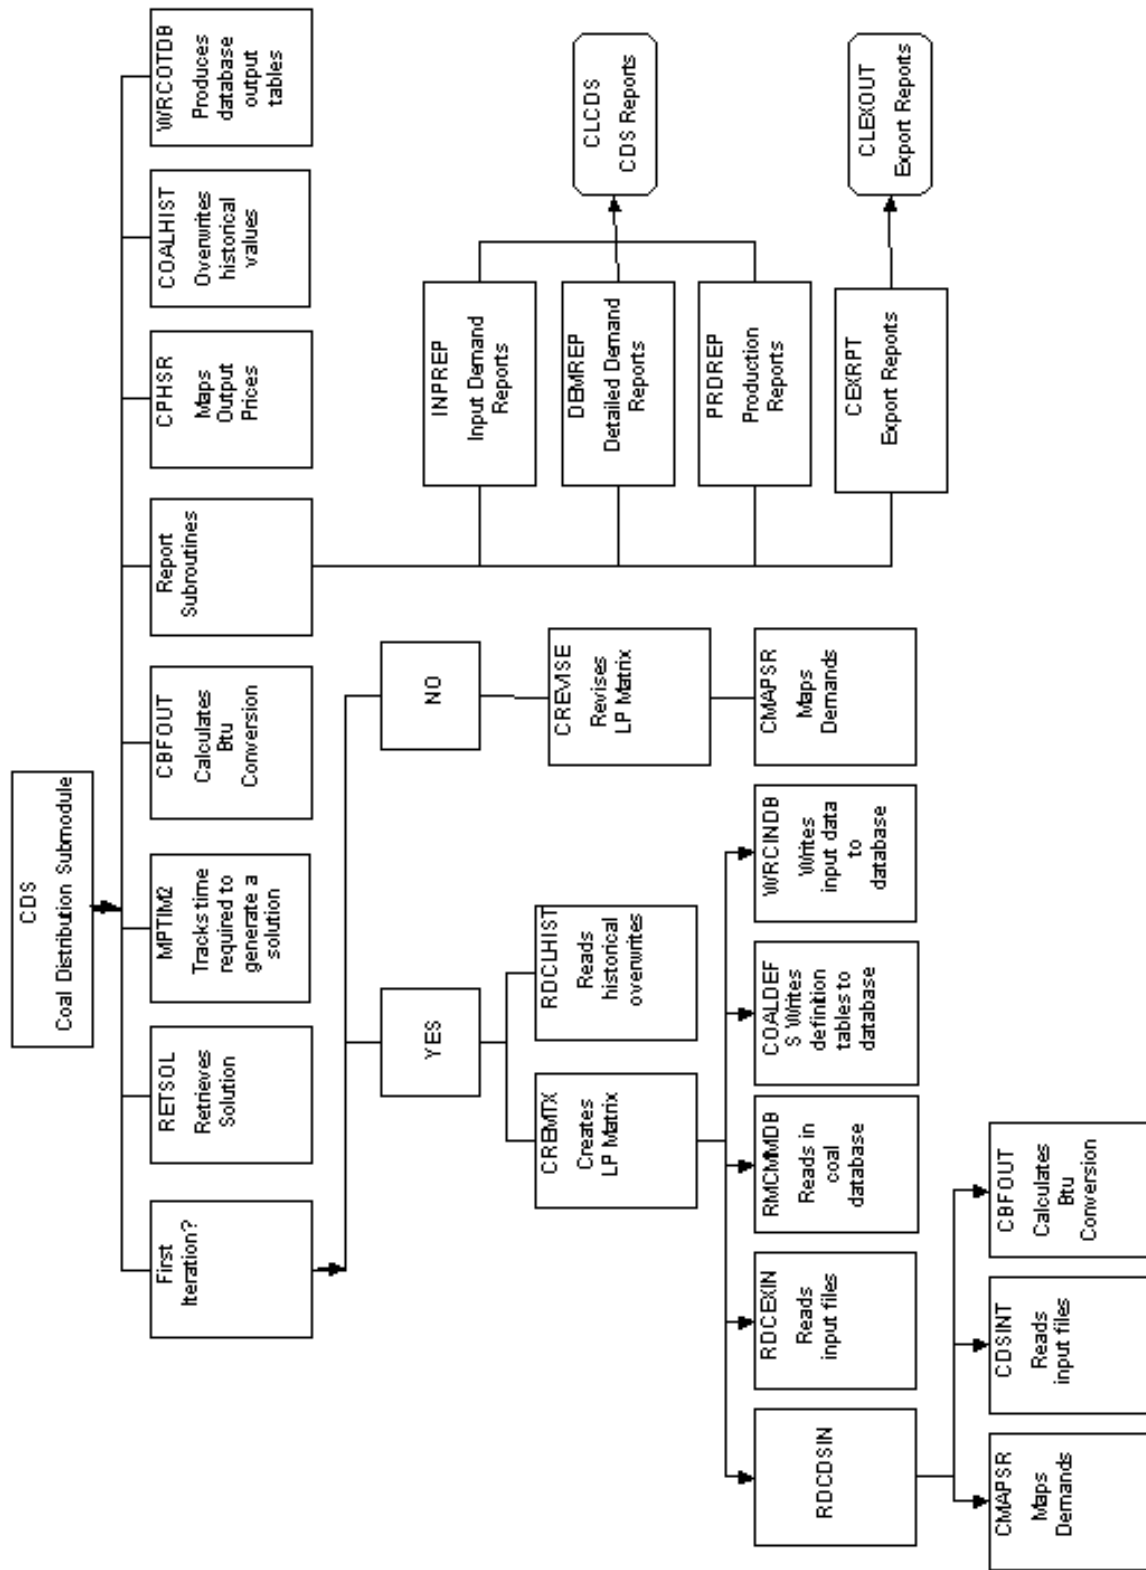 CDS
Coal Distribution Submodule
First
Iteration?
RETSOL
Retrieves
Solution
MPTIM2
Tracks time
required to
generate a
solution
CBFOUT
Calculates
Btu
Conversion
Report
Subroutines
CPHSR
Maps
Output
Prices
COALHIST
Overwrites
historical
values
WRCOTDB
Produces
database
output
tables
YES
NO
CREMTX
Creates
LP Matrix
RDCLHIST
Reads
historical
overwrites
CREVISE
Revises
LP Matrix
CMAPSR
Maps
Demands
INPREP
Input Demand
Reports
DEMREP
Detailed Demand
Reports
PRDREP
Production
Reports
CEXRPT
Export Reports
CLCDS
CDS Reports
CLEXOUT
Export Reports
RDCDSIN
RDCEXIN
Reads
input files
RMCMMDB
Reads in
coal
database
COALDEF
S Writes
definition
tables to
database
WRCINDB
Writes
input data
to
database
CMAPSR
Maps
Demands
CDSINT
Reads
input files
CBFOUT
Calculates
Btu
Conversion